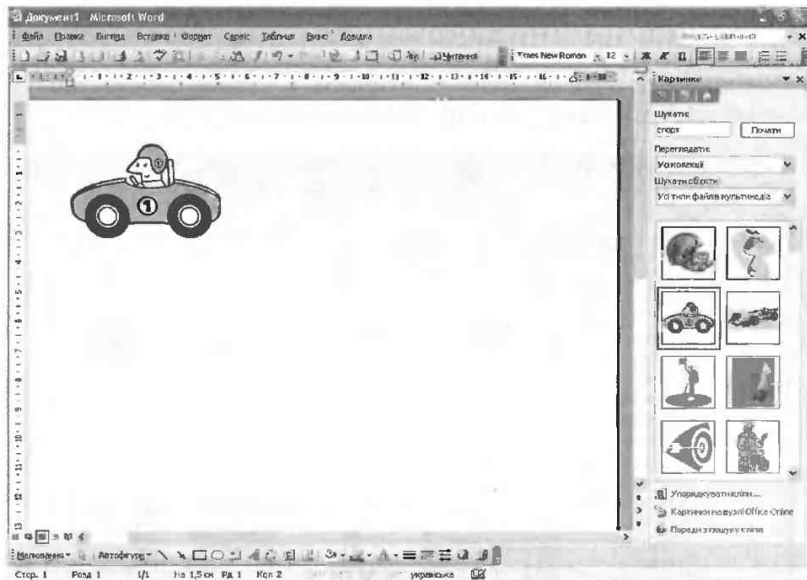 Документ1 Microsoft Word
Файл Правка Вигляд Вставка Формат Сервіс Таблиця Вікно Довідка
Читання Times New Roman 12 Ж К П
Картинки
Шукати:
спорт Почати
Переглядати:
Усі колекції
Шукати об'єкти:
Усі типи файлів мультимедіа
1
Упорядкувати кліпи...
Картинки на вузлі Office Online
Поради з пошуку кліпів
Малювання Автофігури
Стор. 1 Розд 1 1/1 На 1,5 см Рд 1 Кол 2 українська